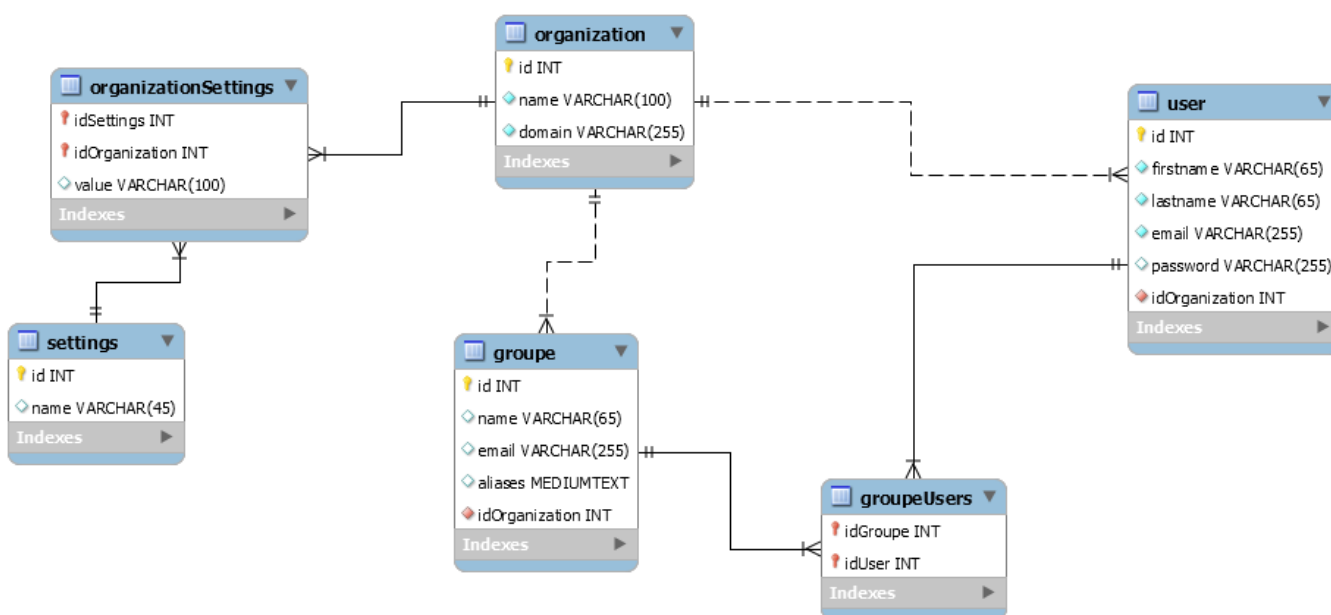 organization
id INT
name VARCHAR(100)
domain VARCHAR(255)
Indexes
organizationSettings
idSettings INT
idOrganization INT
value VARCHAR(100)
Indexes
user
id INT
firstname VARCHAR(65)
lastname VARCHAR(65)
email VARCHAR(255)
password VARCHAR(255)
idOrganization INT
Indexes
settings
id INT
name VARCHAR(45)
Indexes
groupe
id INT
name VARCHAR(65)
email VARCHAR(255)
aliases MEDIUMTEXT
idOrganization INT
Indexes
groupeUsers
idGroupe INT
idUser INT
Indexes